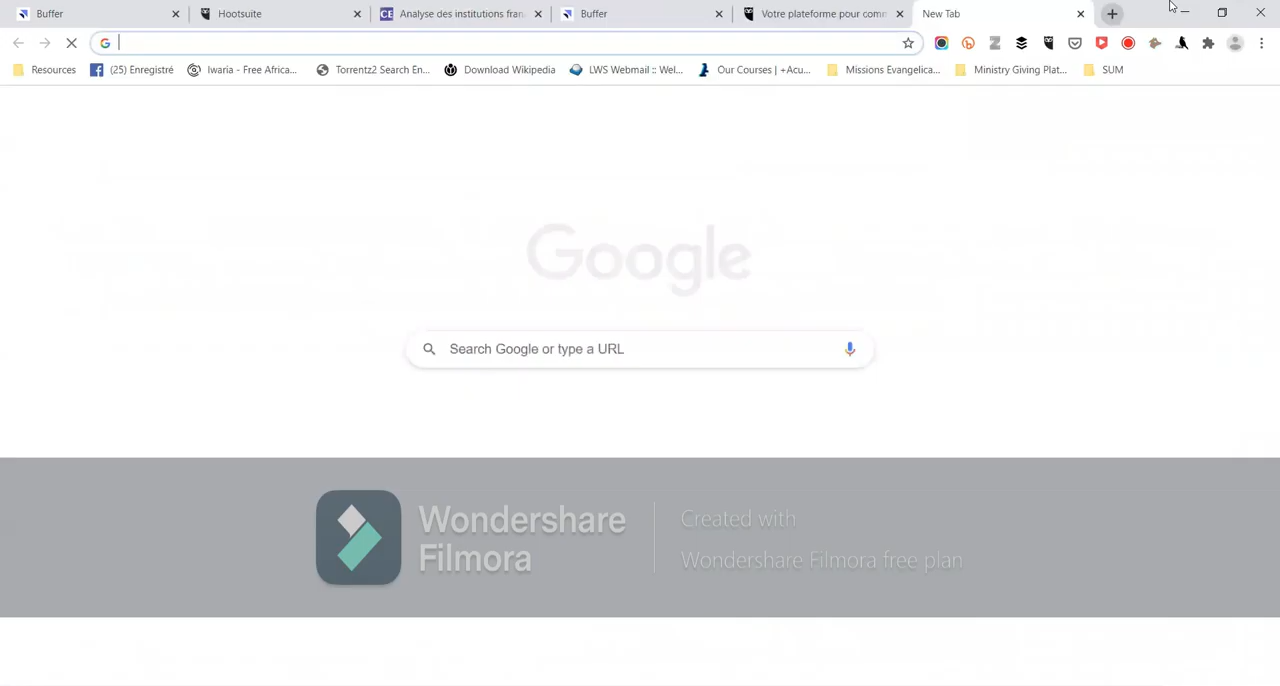 Buffer
Hootsuite
Analyse des institutions fran
Buffer
Votre plateforme pour comm
New Tab
Resources
(25) Enregistré
Iwaria - Free Africa...
Torrentz2 Search En...
Download Wikipedia
LWS Webmail :: Wel...
Our Courses | +Acu...
Missions Evangelica...
Ministry Giving Plat...
SUM
Google
Search Google or type a URL
Wondershare
Filmora
Created with
Wondershare Filmora free plan